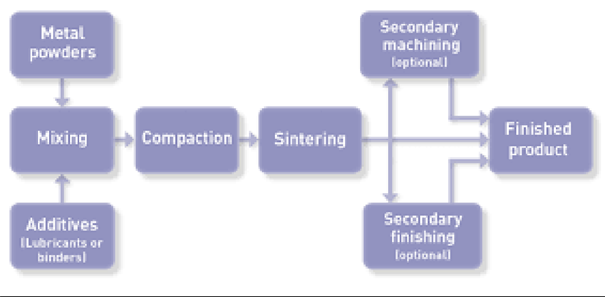 Metal
powders
Mixing
Additives
(Lubricants or
binders)
Compaction
Sintering
Secondary
machining
(optional)
Secondary
finishing
(optional)
Finished
product